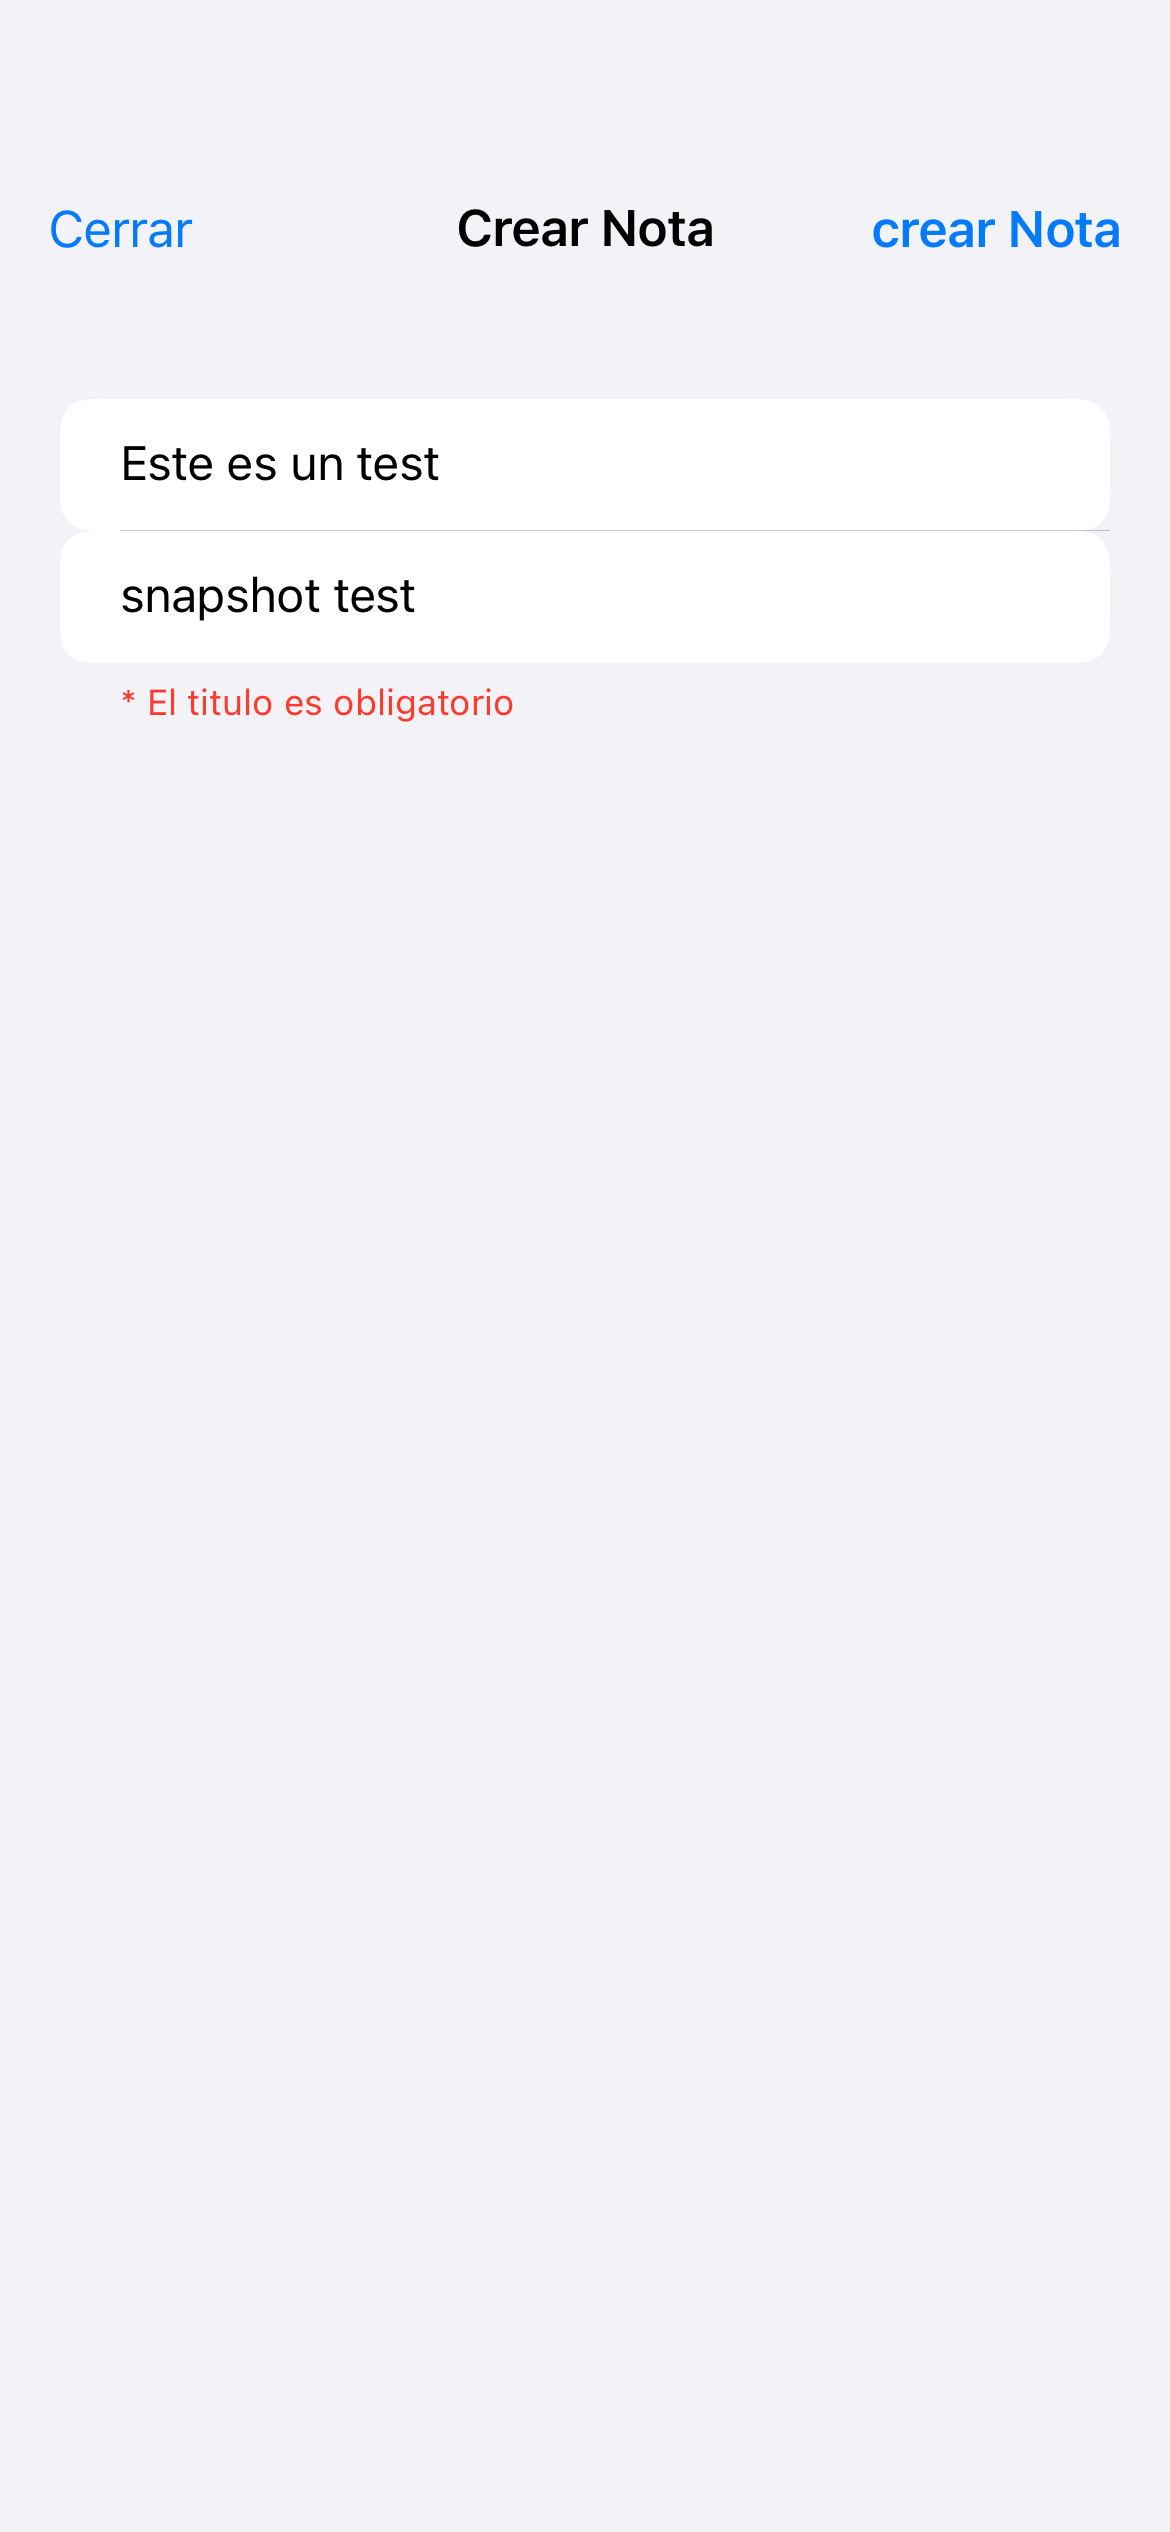 Cerrar
Crear Nota
crear Nota
Este es un test
snapshot test
* El titulo es obligatorio